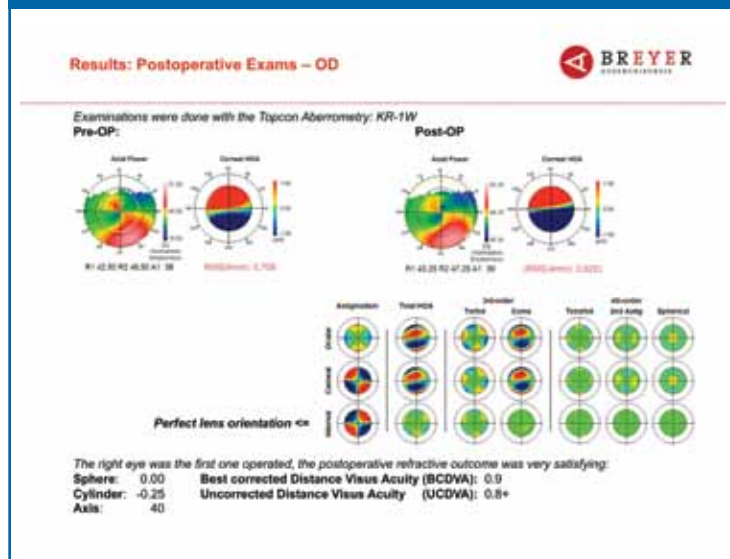 Results: Postoperative Exams – OD
BREYER
Examinations were done with the Topcon Aberrometry: KR-1W
Pre-OP:
Post-OP
Axial Power
Corneal HOA
Axial Power
Corneal HOA
Astigmatism
Total HOA
3rd order
Trefoil
Coma
4th order
Tetrafoil
2nd Astig
Spherical
Ocular
Corneal
Internal
Perfect lens orientation <=
The right eye was the first one operated, the postoperative refractive outcome was very satisfying:
Sphere: 0.00 Best corrected Distance Visus Acuity (BCDVA): 0.9
Cylinder: -0.25 Uncorrected Distance Visus Acuity (UCDVA): 0.8+
Axis: 40